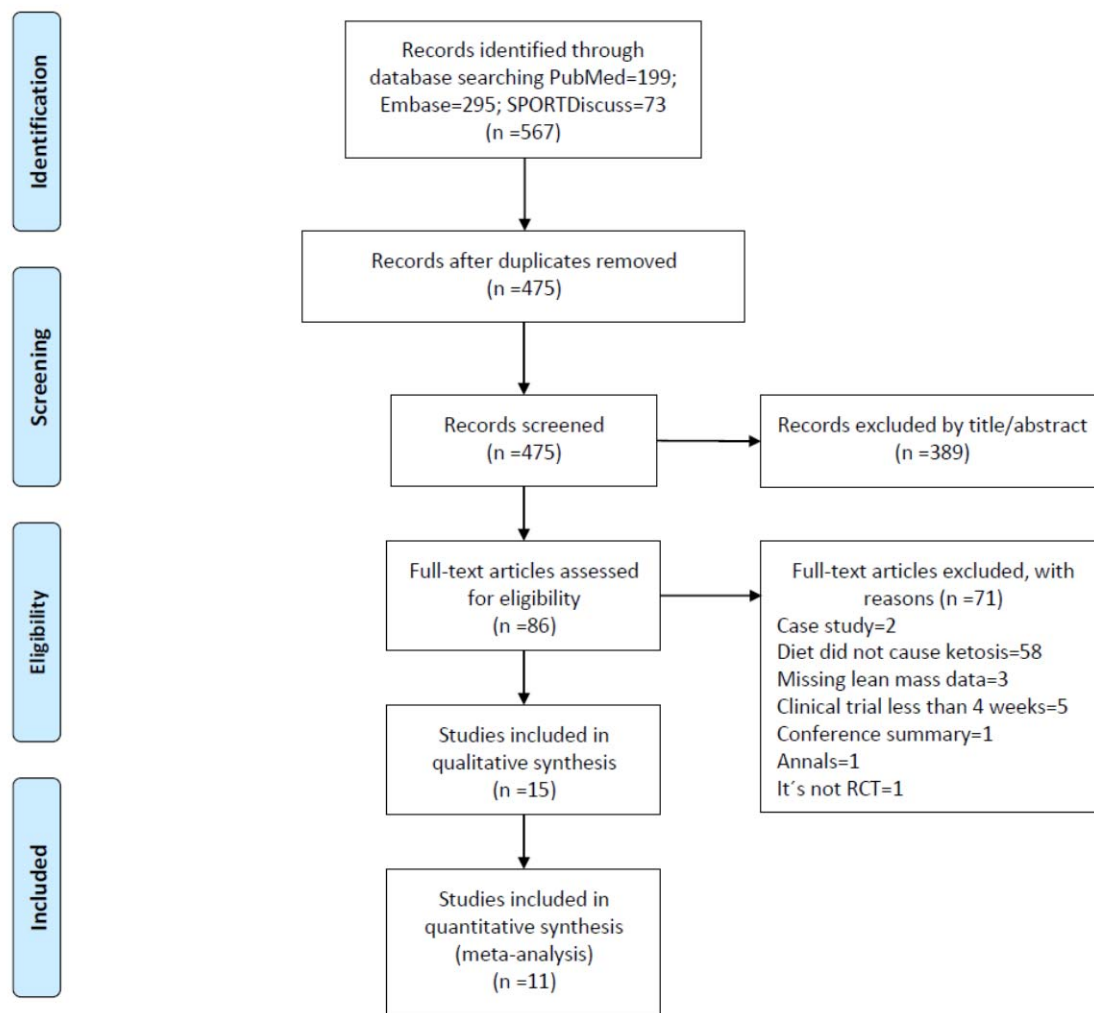 Identification
Records identified through
database searching PubMed=199;
Embase=295; SPORTDiscuss=73
(n =567)
Records after duplicates removed
(n =475)
Screening
Records screened
(n =475)
Records excluded by title/abstract
(n =389)
Eligibility
Full-text articles assessed
for eligibility
(n =86)
Full-text articles excluded, with
reasons (n =71)
Case study=2
Diet did not cause ketosis=58
Missing lean mass data=3
Clinical trial less than 4 weeks=5
Conference summary=1
Annals=1
It´s not RCT=1
Studies included in
qualitative synthesis
(n =15)
Included
Studies included in
quantitative synthesis
(meta-analysis)
(n =11)